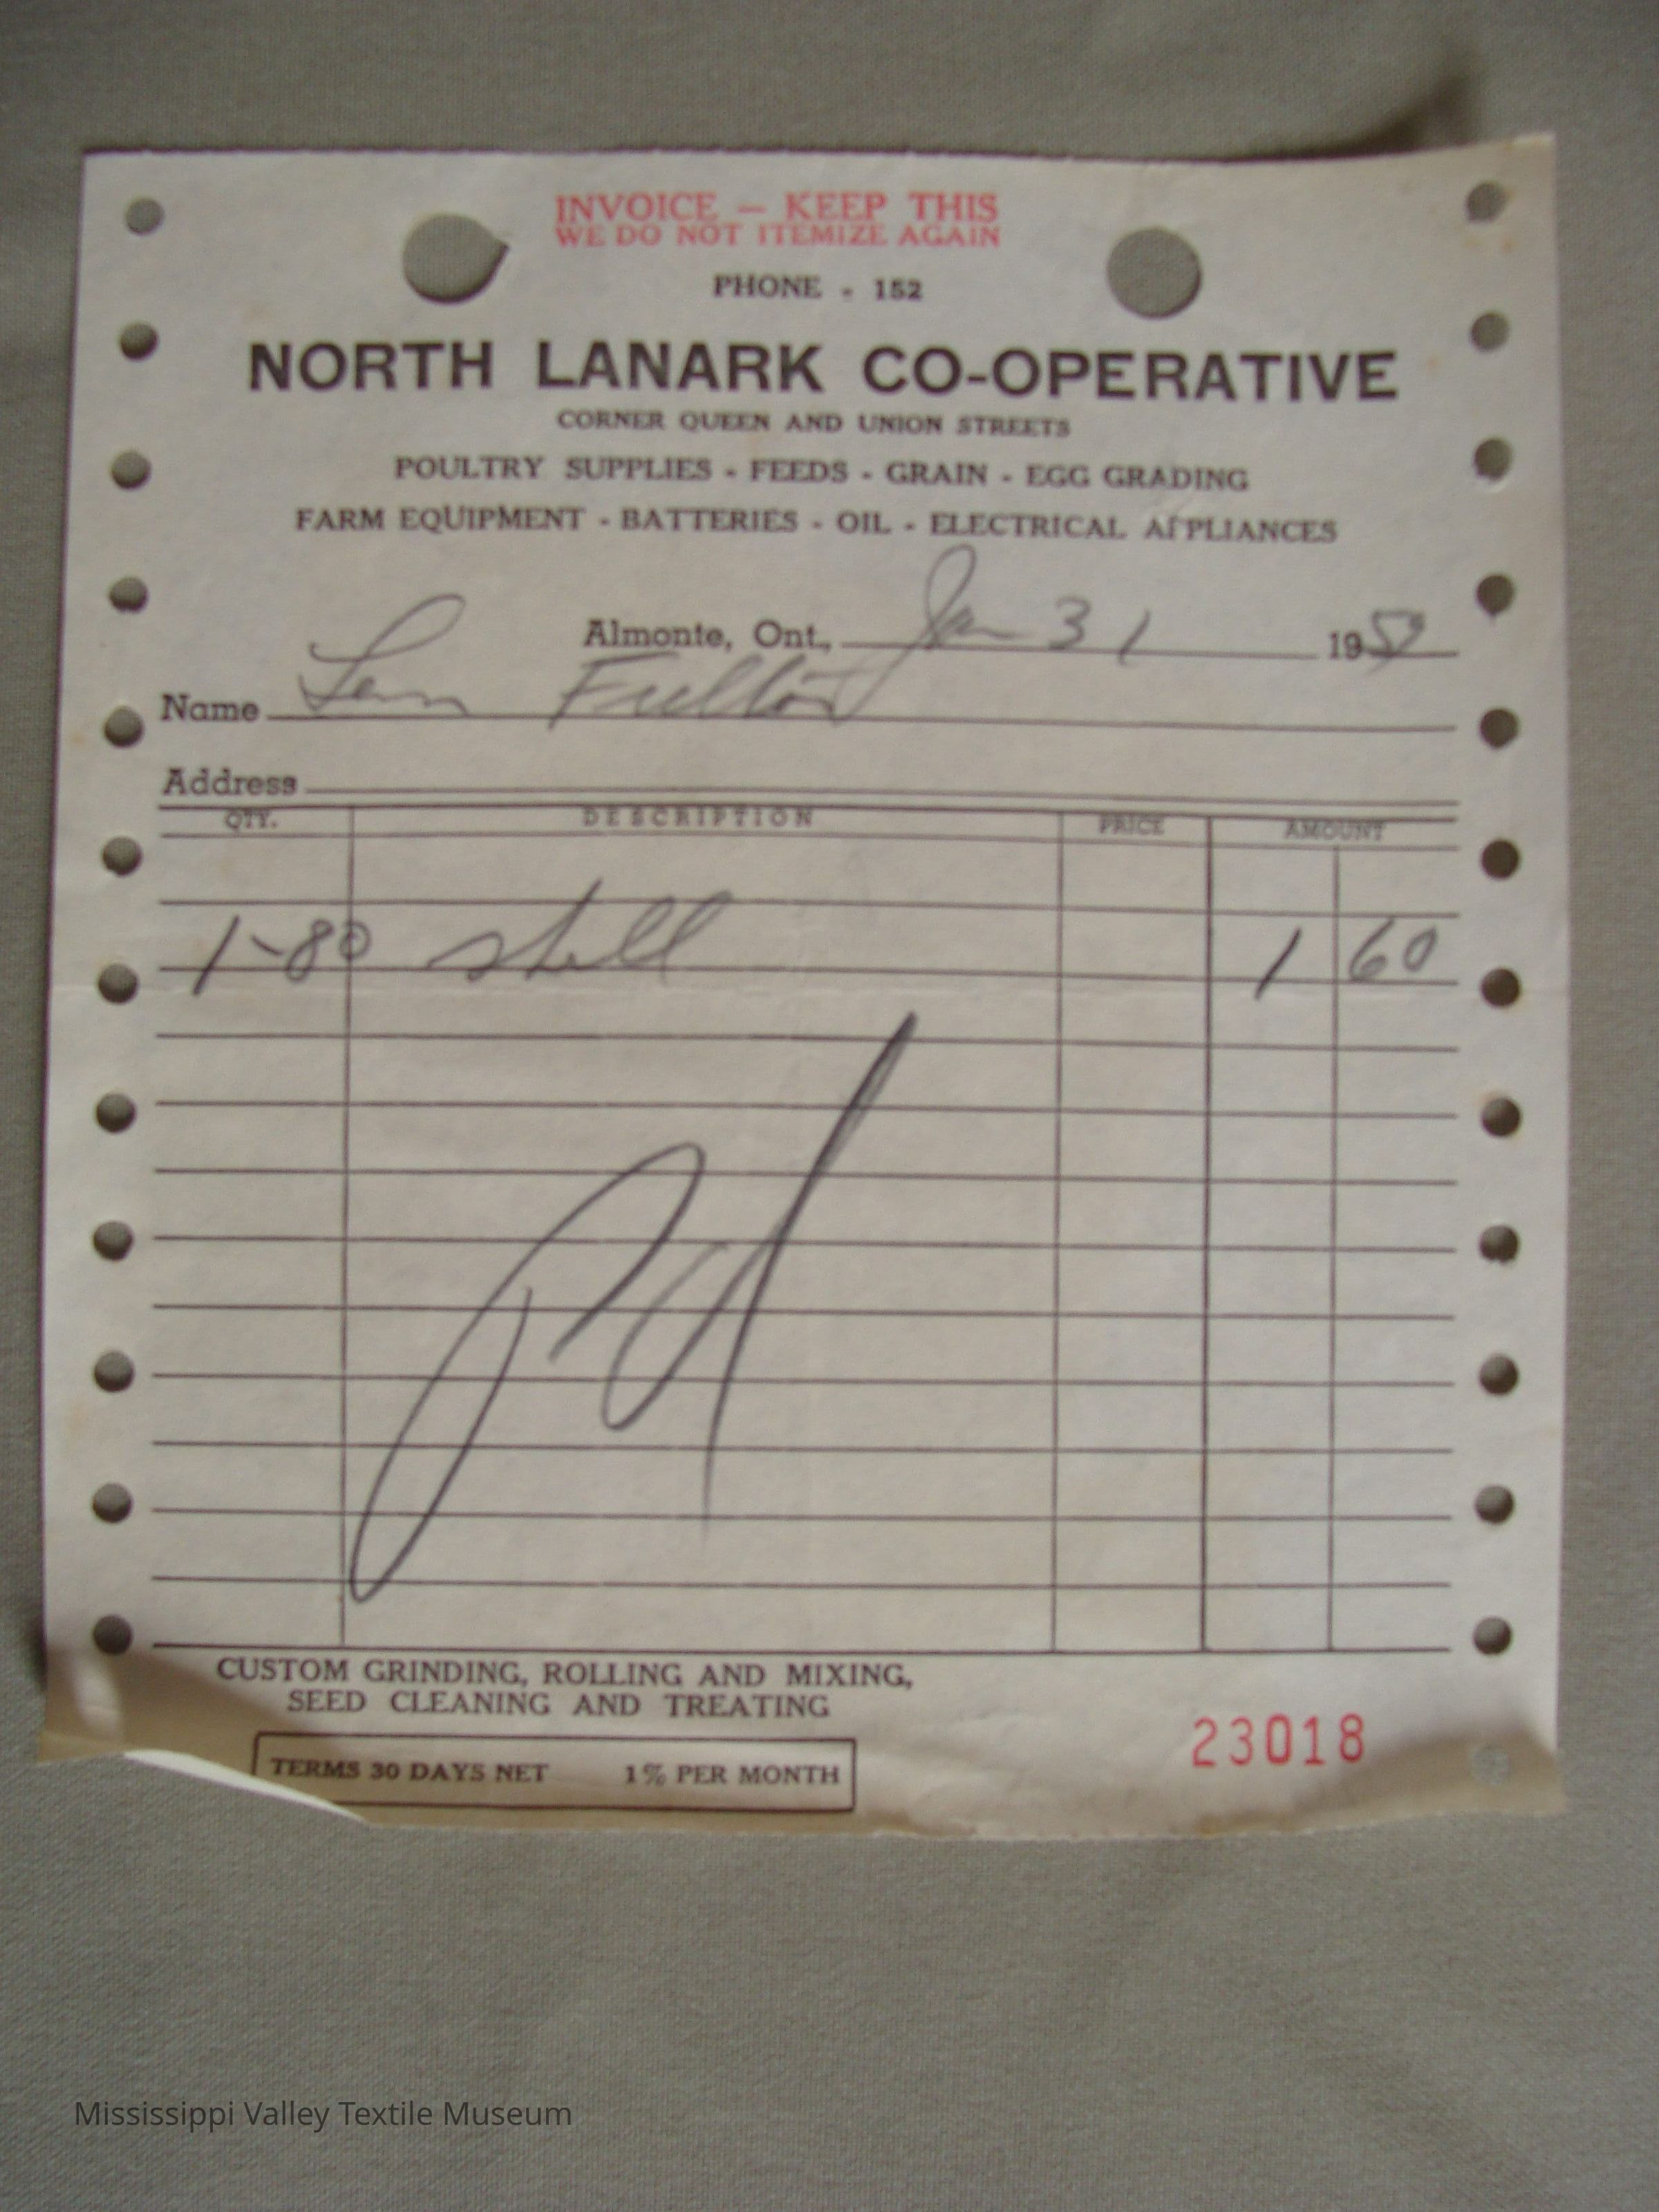 INVOICE — KEEP THIS
WE DO NOT ITEMIZE AGAIN
PHONE - 152
NORTH LANARK CO-OPERATIVE
CORNER QUEEN AND UNION STREETS
POULTRY SUPPLIES - FEEDS - GRAIN - EGG GRADING
FARM EQUIPMENT - BATTERIES - OIL - ELECTRICAL APPLIANCES
Almonte, Ont., Jan 31 1959
Name Fulton
Address
QTY. DESCRIPTION PRICE AMOUNT
1-80 shell 1 60
CUSTOM GRINDING, ROLLING AND MIXING,
SEED CLEANING AND TREATING
TERMS 30 DAYS NET 1% PER MONTH
23018
Mississippi Valley Textile Museum